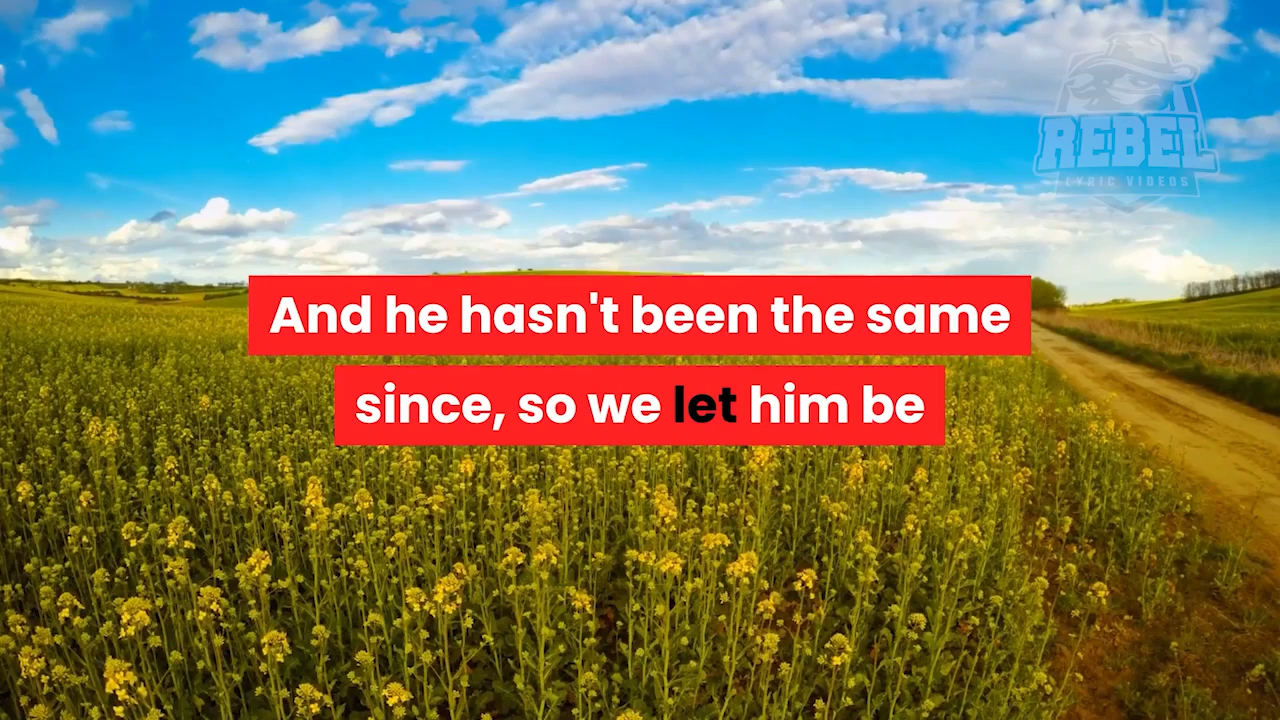 REBEL
LYRIC VIDEOS
And he hasn't been the same
since, so we let him be